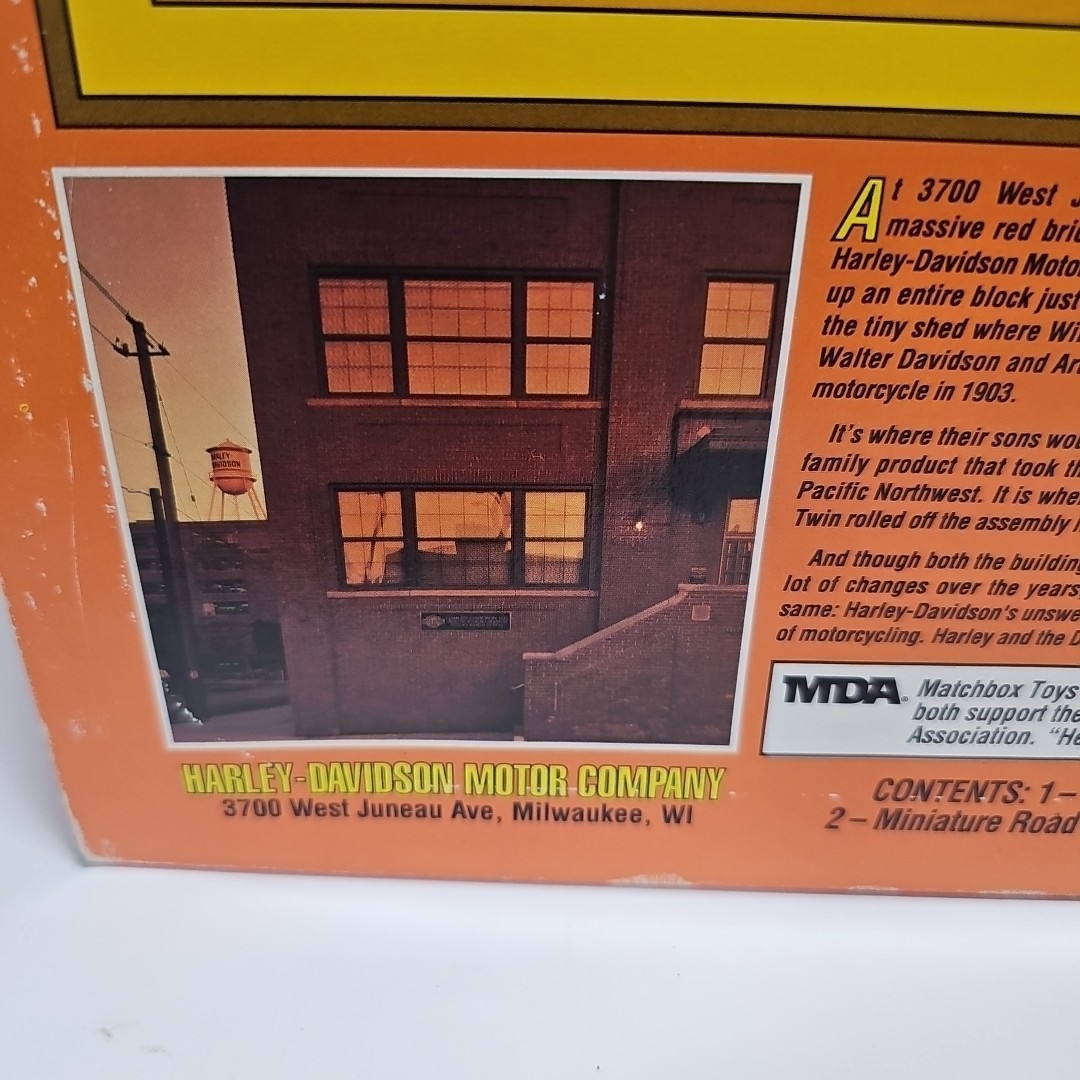 HARLEY-
DAVIDSON
HARLEY-DAVIDSON MOTOR COMPANY
3700 West Juneau Ave, Milwaukee, WI
At 3700 West J
massive red bri
Harley-Davidson Moto
up an entire block just
the tiny shed where Wi
Walter Davidson and Ar
motorcycle in 1903.
It's where their sons wo
family product that took th
Pacific Northwest. It is whe
Twin rolled off the assembly l
And though both the building
lot of changes over the years
same: Harley-Davidson's unswe
of motorcycling. Harley and the D
MDA® Matchbox Toys
both support the
Association. "He
CONTENTS: 1 –
2 – Miniature Road